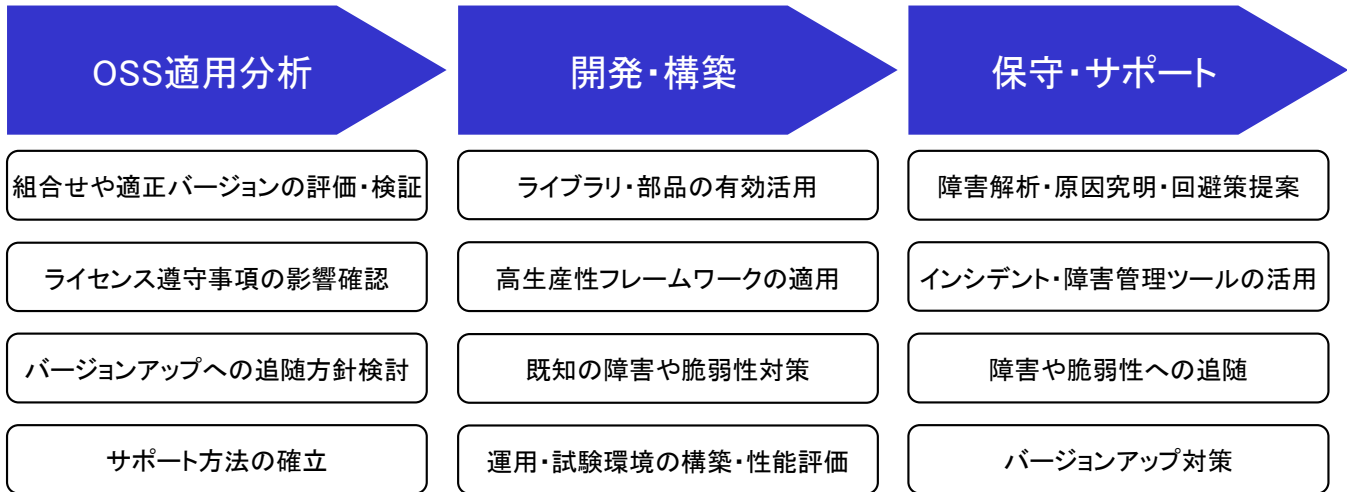 OSS適用分析
組合せや適正バージョンの評価・検証
ライセンス遵守事項の影響確認
バージョンアップへの追随方針検討
サポート方法の確立
開発・構築
ライブラリ・部品の有効活用
高生産性フレームワークの適用
既知の障害や脆弱性対策
運用・試験環境の構築・性能評価
保守・サポート
障害解析・原因究明・回避策提案
インシデント・障害管理ツールの活用
障害や脆弱性への追随
バージョンアップ対策